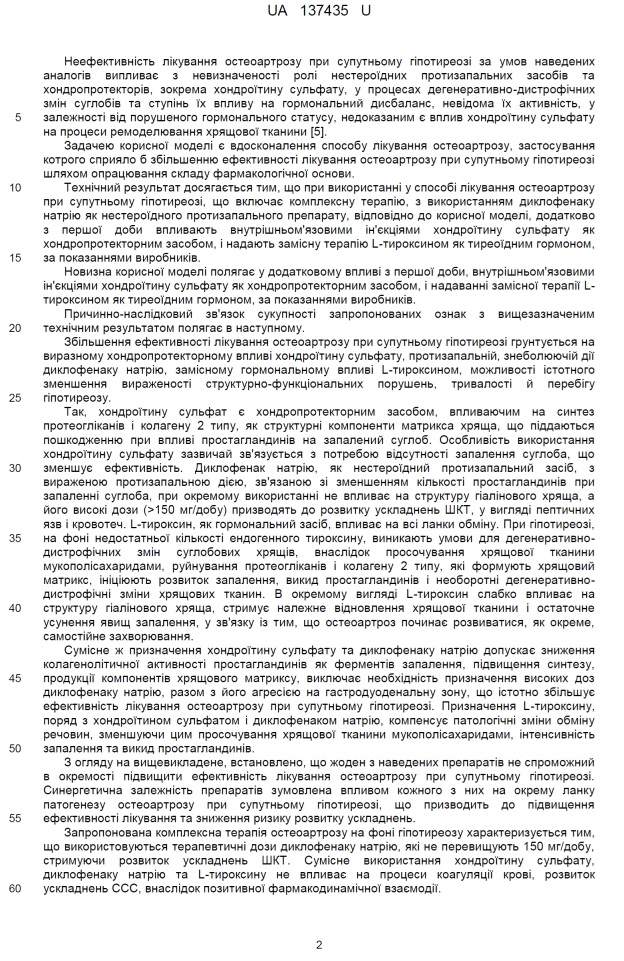 UA 137435 U
Неефективність лікування остеоартрозу при супутньому гіпотиреозі за умов наведених
аналогів випливає з невизначеності ролі нестероїдних протизапальних засобів та
хондропротекторів, зокрема хондроїтину сульфату, у процесах дегенеративно-дистрофічних
змін суглобів та ступінь їх впливу на гормональний дисбаланс, невідома їх активність, у
5 залежності від порушеного гормонального статусу, недоказаним є вплив хондроїтину сульфату
на процеси ремоделювання хрящової тканини [5].
Задачею корисної моделі є вдосконалення способу лікування остеоартрозу, застосування
котрого сприяло б збільшенню ефективності лікування остеоартрозу при супутньому гіпотиреозі
шляхом опрацювання складу фармакологічної основи.
10 Технічний результат досягається тим, що при використанні у способі лікування остеоартрозу
при супутньому гіпотиреозі, що включає комплексну терапію, з використанням диклофенаку
натрію як нестероїдного протизапального препарату, відповідно до корисної моделі, додатково
з першої доби впливають внутрішньом'язовими ін'єкціями хондроїтину сульфату як
хондропротекторним засобом, і надають замісну терапію L-тироксином як тиреоїдним гормоном,
15 за показаннями виробників.
Новизна корисної моделі полягає у додатковому впливі з першої доби, внутрішньом'язовими
ін'єкціями хондроїтину сульфату як хондропротекторним засобом, і надаванні замісної терапії L-
тироксином як тиреоїдним гормоном, за показаннями виробників.
Причинно-наслідковий зв'язок сукупності запропонованих ознак з вищезазначеним
20 технічним результатом полягає в наступному.
Збільшення ефективності лікування остеоартрозу при супутньому гіпотиреозі ґрунтується на
виразному хондропротекторному впливі хондроїтину сульфату, протизапальній, знеболюючій дії
диклофенаку натрію, замісному гормональному впливі L-тироксином, можливості істотного
зменшення вираженості структурно-функціональних порушень, тривалості й перебігу
25 гіпотиреозу.
Так, хондроїтину сульфат є хондропротекторним засобом, впливаючим на синтез
протеогліканів і колагену 2 типу, як структурні компоненти матрикса хряща, що піддаються
пошкодженню при впливі простагландинів на запалений суглоб. Особливість використання
хондроїтину сульфату зазвичай зв'язується з потребою відсутності запалення суглоба, що
30 зменшує ефективність. Диклофенак натрію, як нестероїдний протизапальний засіб, з
вираженою протизапальною дією, зв'язаною зі зменшенням кількості простагландинів при
запаленні суглоба, при окремому використанні не впливає на структуру гіалінового хряща, а
його високі дози (>150 мг/добу) призводять до розвитку ускладнень ШКТ, у вигляді пептичних
язв і кровотеч. L-тироксин, як гормональний засіб, впливає на всі ланки обміну. При гіпотиреозі,
35 на фоні недостатньої кількості ендогенного тироксину, виникають умови для дегенеративно-
дистрофічних змін суглобових хрящів, внаслідок просочування хрящової тканини
мукополісахаридами, руйнування протеогліканів і колагену 2 типу, які формують хрящовий
матрикс, ініціюють розвиток запалення, викид простагландинів і необоротні дегенеративно-
дистрофічні зміни хрящових тканин. В окремого вигляді L-тироксин слабко впливає на
40 структуру гіалінового хряща, стримує належне відновлення хрящової тканини і остаточне
усунення явищ запалення, у зв'язку із тим, що остеоартроз починає розвиватися, як окреме,
самостійне захворювання.
Сумісне ж призначення хондроїтину сульфату та диклофенаку натрію допускає зниження
колагенолітичної активності простагландинів як ферментів запалення, підвищення синтезу,
45 продукції компонентів хрящового матриксу, виключає необхідність призначення високих доз
диклофенаку натрію, разом з його агресією на гастродуоденальну зону, що істотно збільшує
ефективність лікування остеоартрозу при супутньому гіпотиреозі. Призначення L-тироксину,
поряд з хондроїтином сульфатом і диклофенаком натрію, компенсує патологічні зміни обміну
речовин, зменшуючи цим просочування хрящової тканини мукополісахаридами, інтенсивність
50 запалення та викид простагландинів.
З огляду на вищевикладене, встановлено, що жоден з наведених препаратів не спроможний
в окремості підвищити ефективність лікування остеоартрозу при супутньому гіпотиреозі.
Синергетична залежність препаратів зумовлена впливом кожного з них на окрему ланку
патогенезу остеоартрозу при супутньому гіпотиреозі, що призводить до підвищення
55 ефективності лікування та зниження ризику розвитку ускладнень.
Запропонована комплексна терапія остеоартрозу на фоні гіпотиреозу характеризується тим,
що використовуються терапевтичні дози диклофенаку натрію, які не перевищують 150 мг/добу,
стримуючи розвиток ускладнень ШКТ. Сумісне використання хондроїтину сульфату,
диклофенаку натрію та L-тироксину не впливає на процеси коагуляції крові, розвиток
60 ускладнень ССС, внаслідок позитивної фармакодинамічної взаємодії.
2